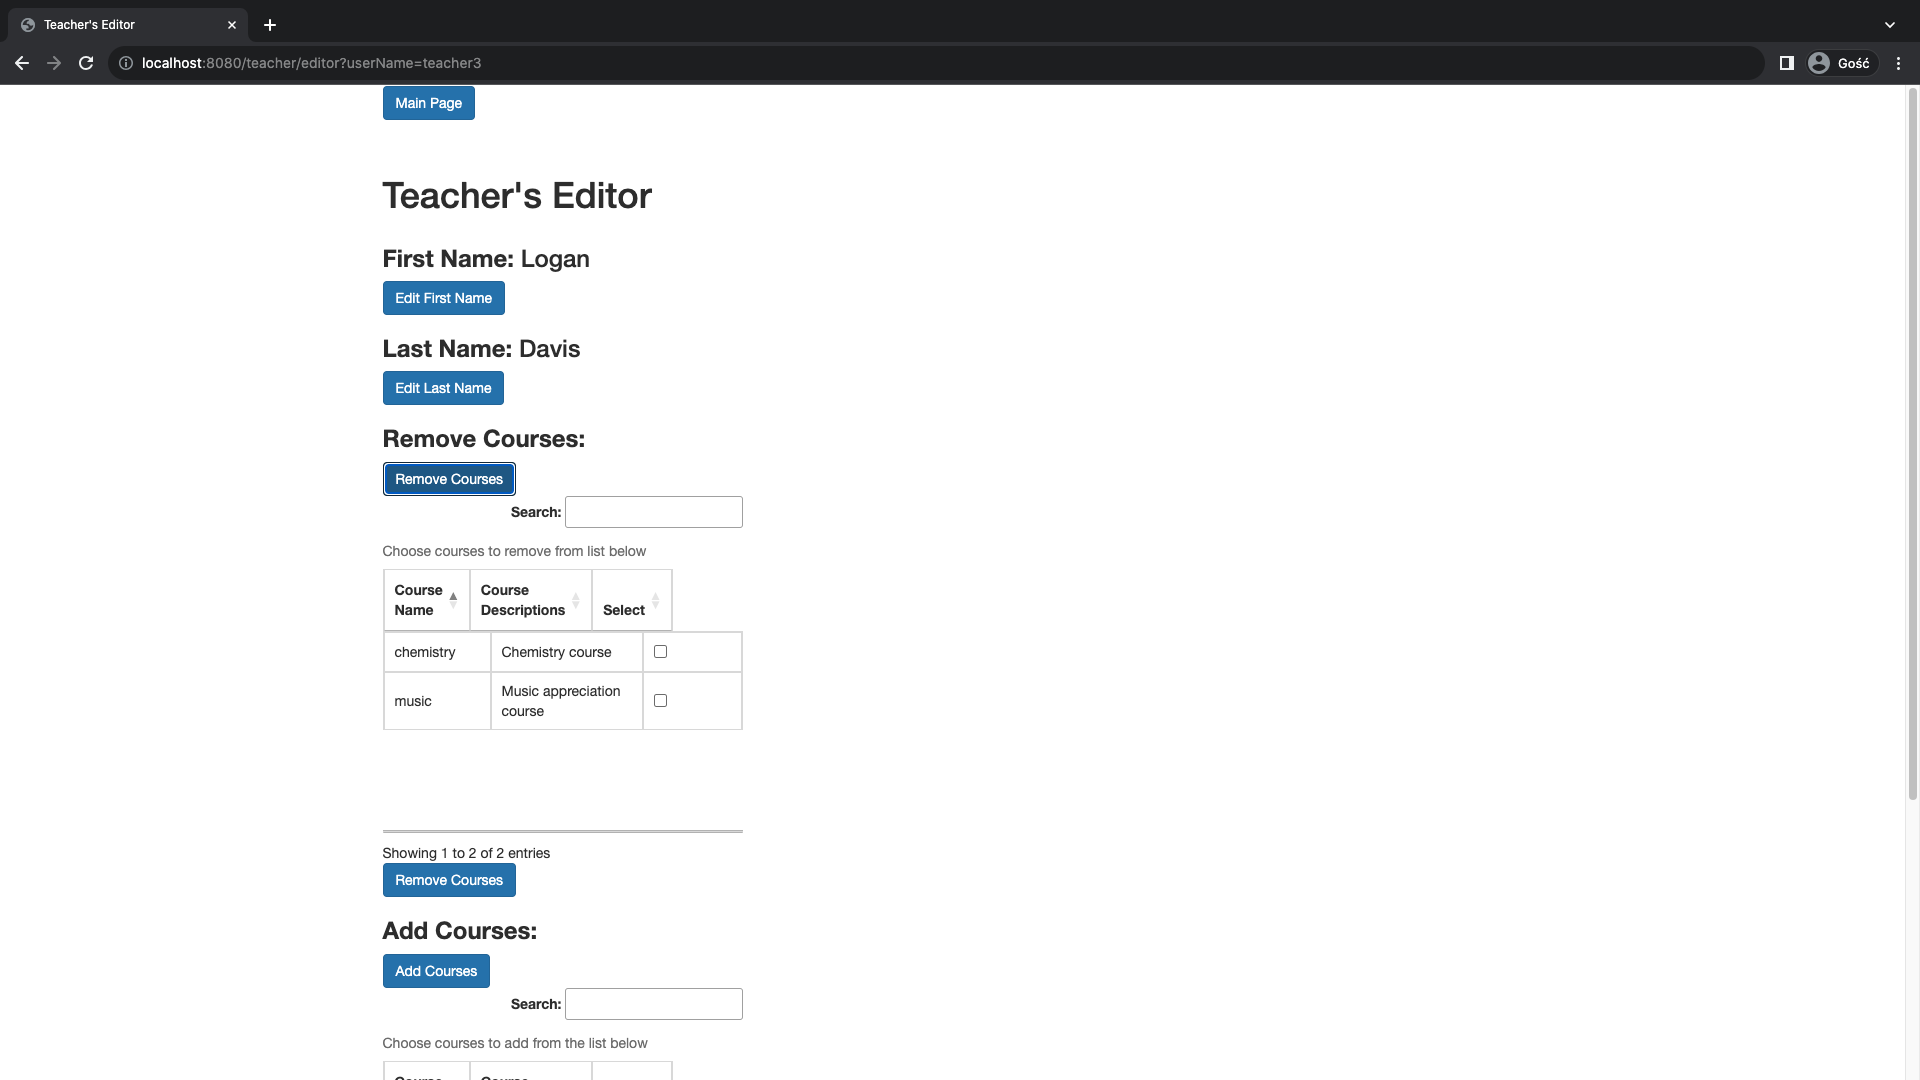 Teacher's Editor
localhost:8080/teacher/editor?userName=teacher3
Gość
Main Page
Teacher's Editor
First Name: Logan
Edit First Name
Last Name: Davis
Edit Last Name
Remove Courses:
Remove Courses
Search:
Choose courses to remove from list below
Course Name Course Descriptions Select
chemistry Chemistry course
music Music appreciation course
Showing 1 to 2 of 2 entries
Remove Courses
Add Courses:
Add Courses
Search:
Choose courses to add from the list below